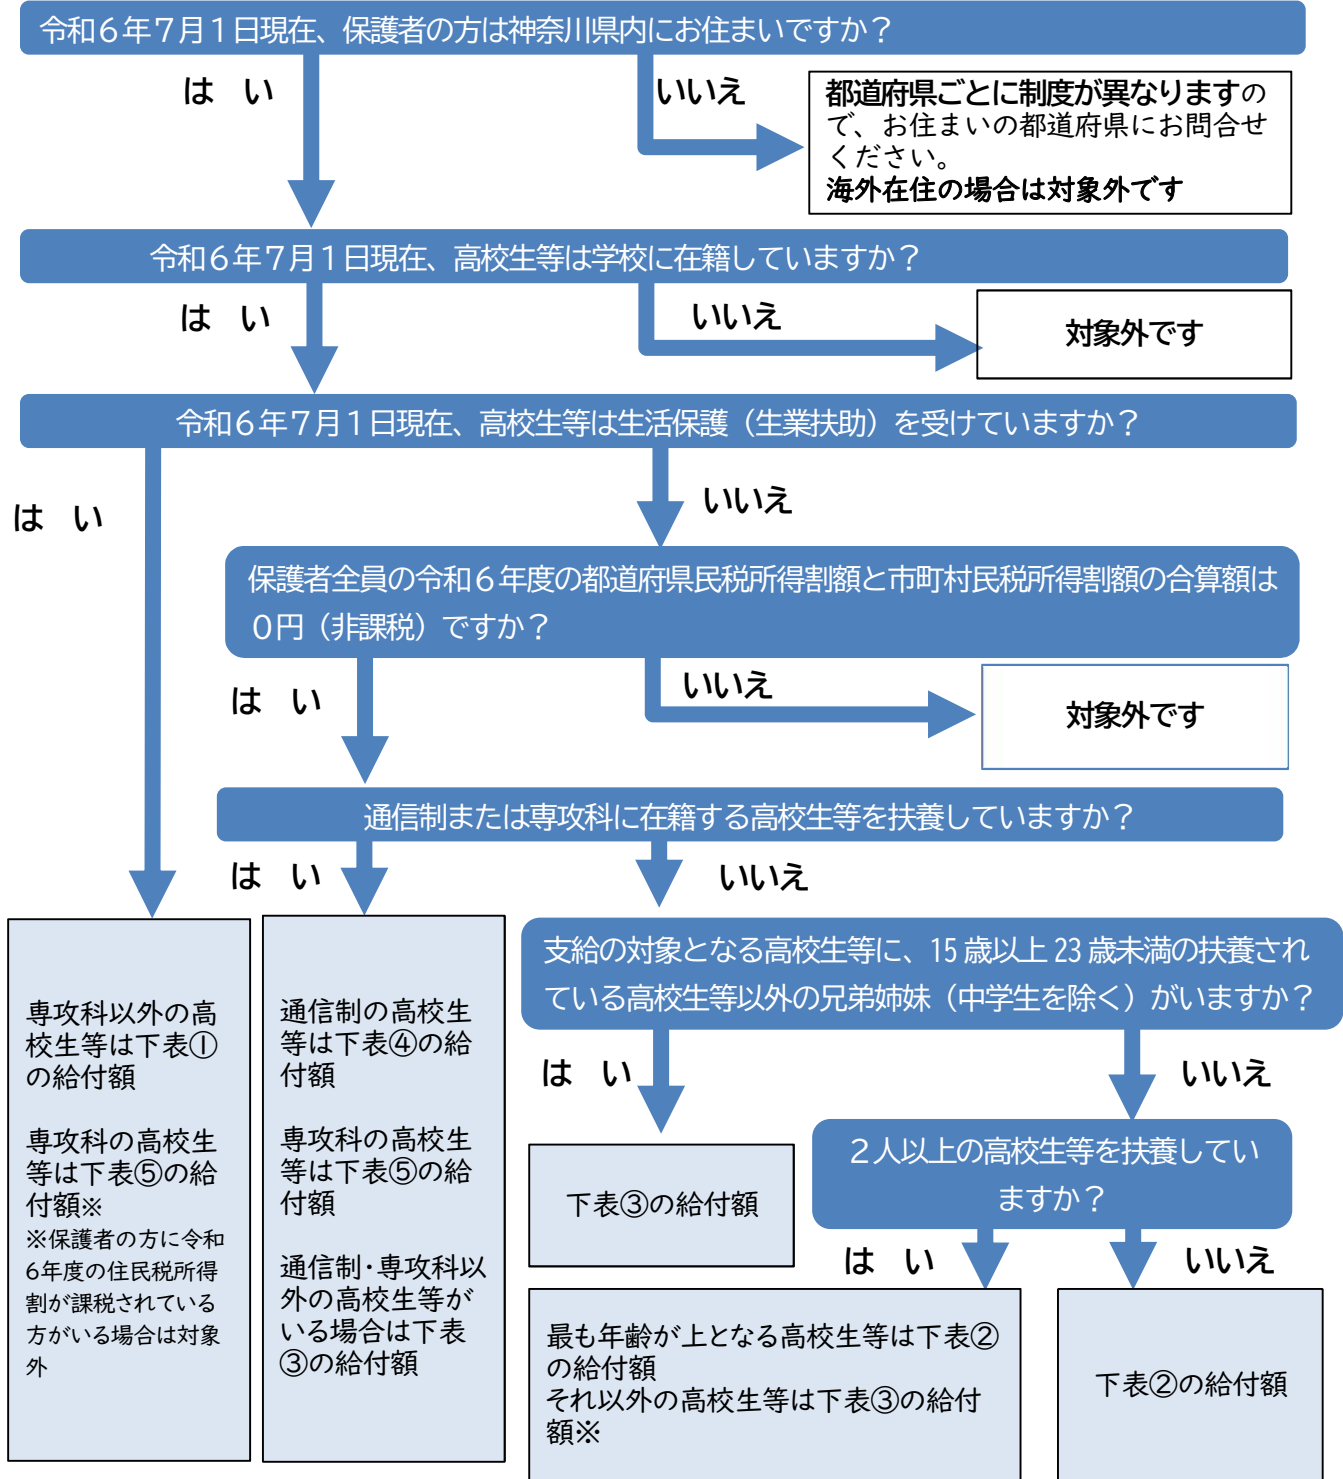 令和６年７月１日現在、保護者の方は神奈川県内にお住まいですか？
は　い
いいえ
都道府県ごとに制度が異なりますの
で、お住まいの都道府県にお問合せ
ください。
海外在住の場合は対象外です
令和６年７月１日現在、高校生等は学校に在籍していますか？
は　い
いいえ
対象外です
令和６年７月１日現在、高校生等は生活保護（生業扶助）を受けていますか？
は　い
いいえ
保護者全員の令和６年度の都道府県民税所得割額と市町村民税所得割額の合算額は
０円（非課税）ですか？
は　い
いいえ
対象外です
通信制または専攻科に在籍する高校生等を扶養していますか？
は　い
いいえ
専攻科以外の高
校生等は下表①
の給付額
専攻科の高校生
等は下表⑤の給
付額※
※保護者の方に令和
6年度の住民税所得
割が課税されている
方がいる場合は対象
外
通信制の高校生
等は下表④の給
付額
専攻科の高校生
等は下表⑤の給
付額
通信制・専攻科以
外の高校生等が
いる場合は下表
③の給付額
支給の対象となる高校生等に、15歳以上23歳未満の扶養され
ている高校生等以外の兄弟姉妹（中学生を除く）がいますか？
は　い
いいえ
下表③の給付額
２人以上の高校生等を扶養してい
ますか？
は　い
いいえ
最も年齢が上となる高校生等は下表②
の給付額
それ以外の高校生等は下表③の給付
額※
下表②の給付額